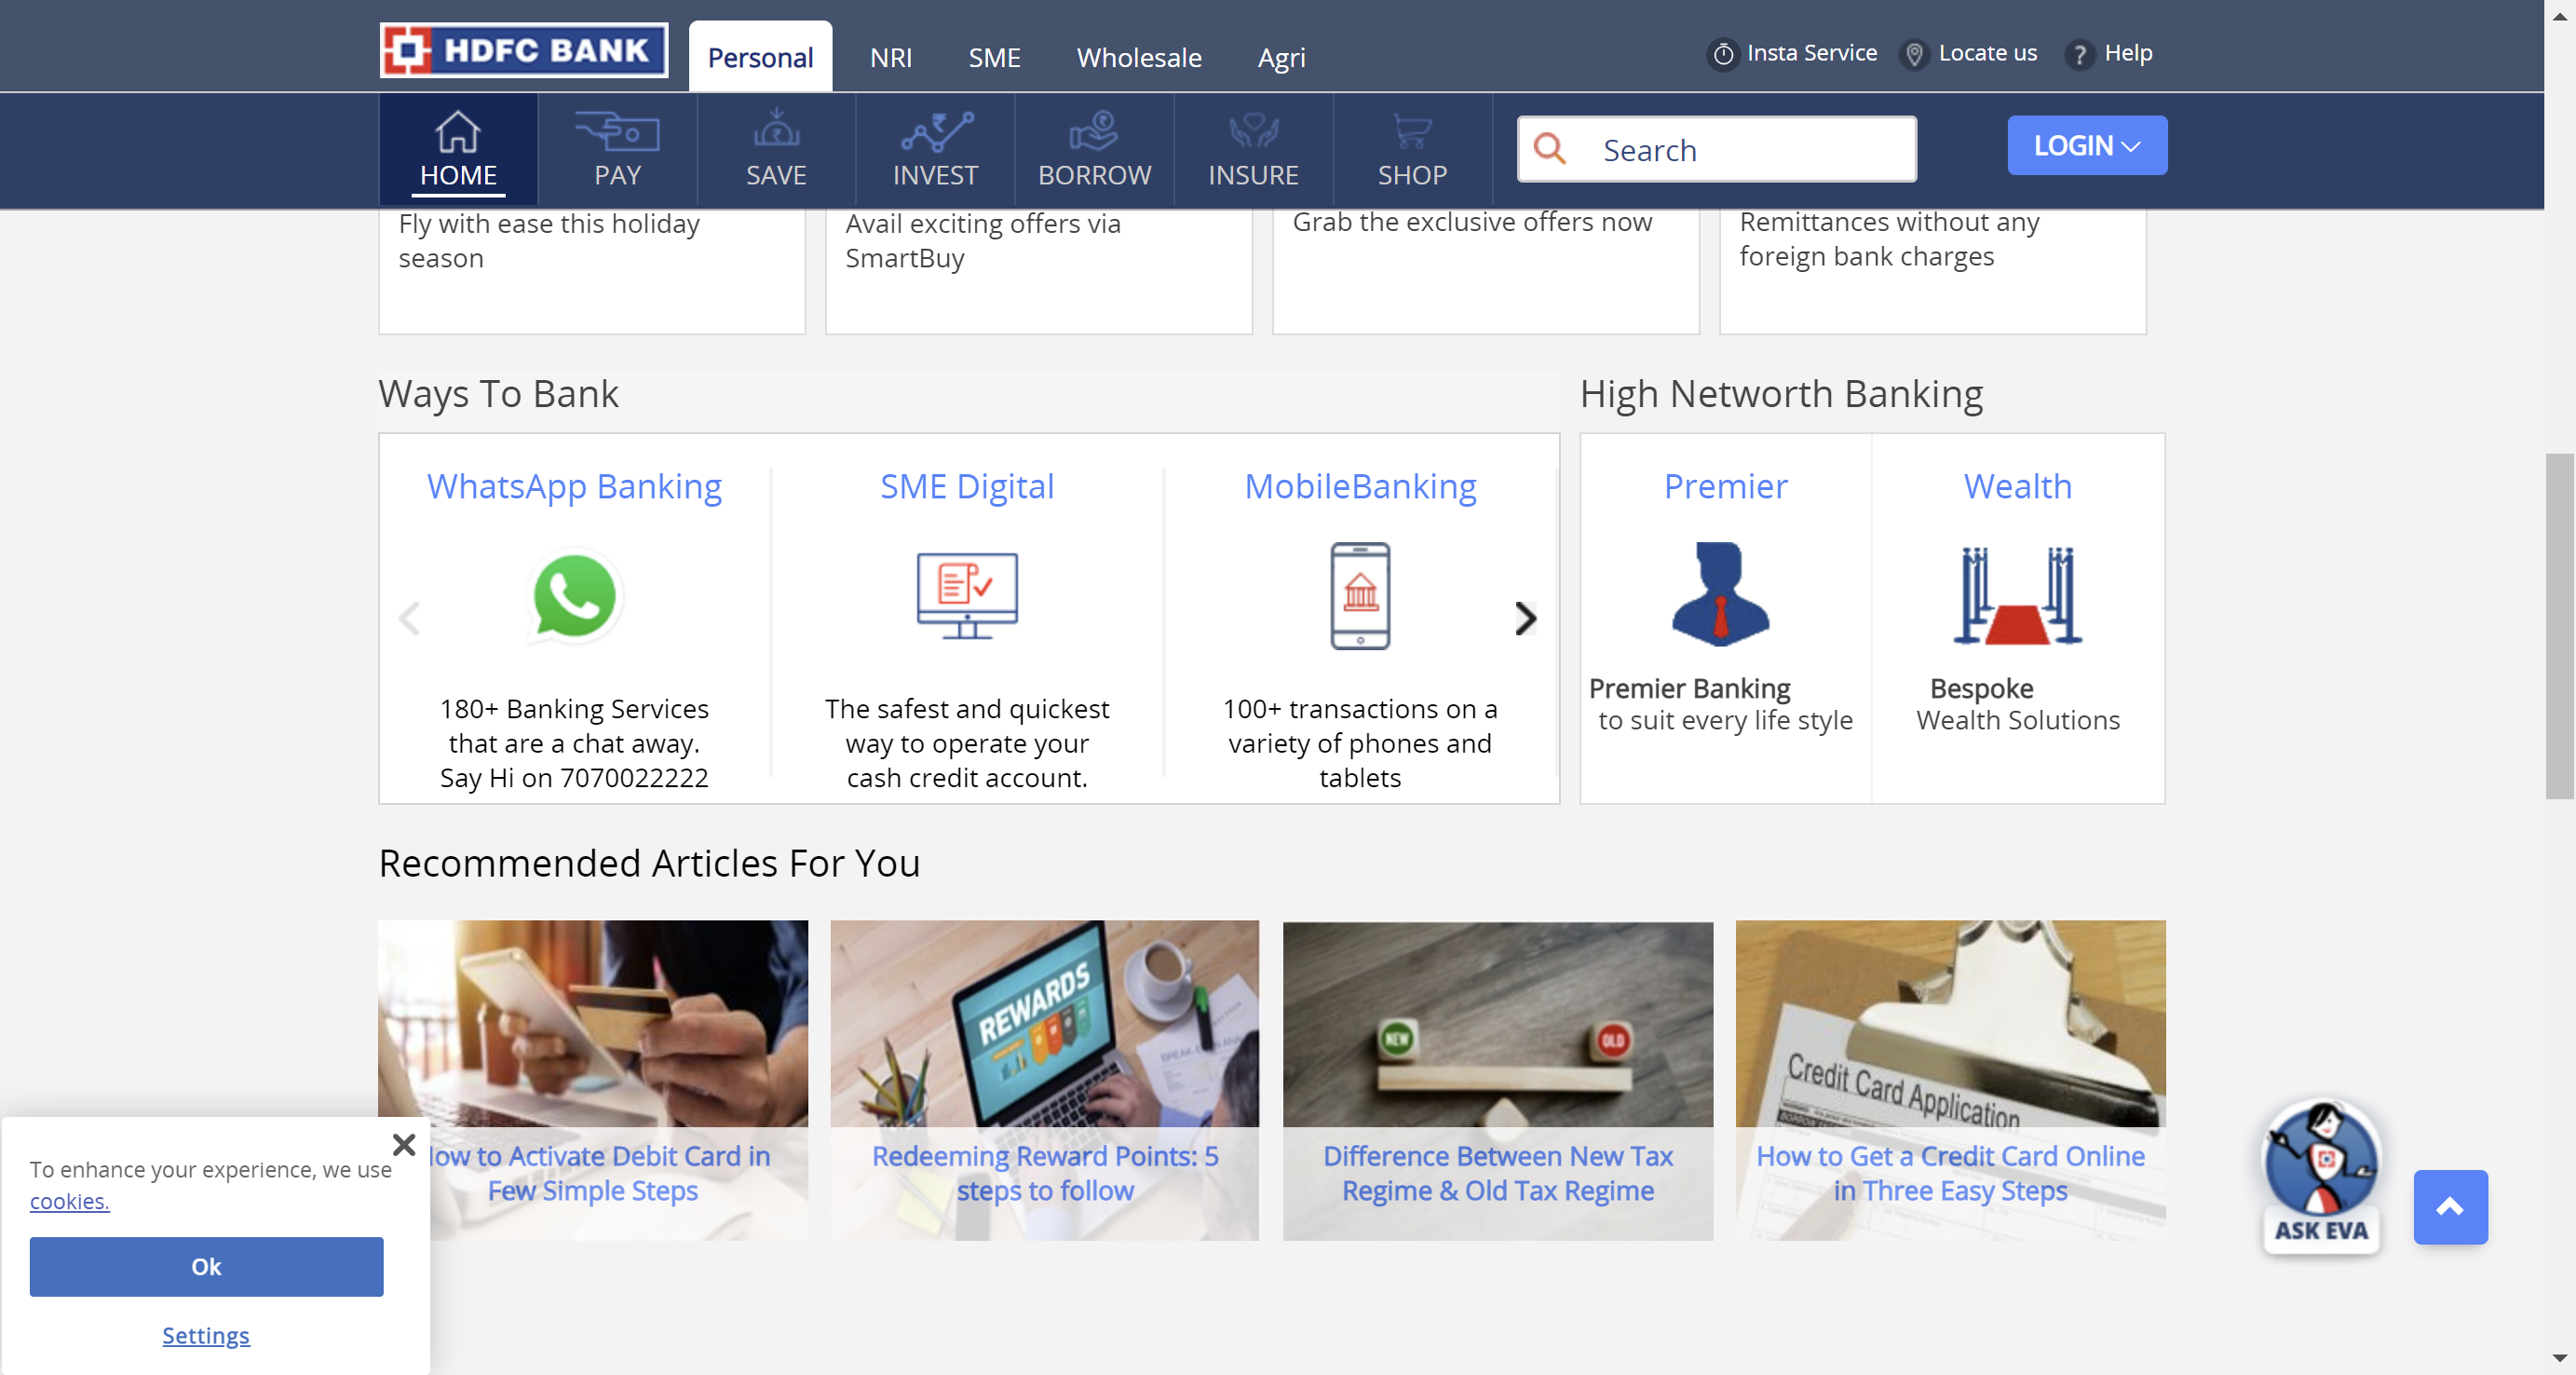 HDFC BANK
Personal
NRI
SME
Wholesale
Agri
Insta Service
Locate us
Help
HOME
PAY
SAVE
INVEST
BORROW
INSURE
SHOP
Search
LOGIN
Fly with ease this holiday
season
Avail exciting offers via
SmartBuy
Grab the exclusive offers now
Remittances without any
foreign bank charges
Ways To Bank
WhatsApp Banking
180+ Banking Services
that are a chat away.
Say Hi on 7070022222
SME Digital
The safest and quickest
way to operate your
cash credit account.
MobileBanking
100+ transactions on a
variety of phones and
tablets
High Networth Banking
Premier
Premier Banking
to suit every life style
Wealth
Bespoke
Wealth Solutions
Recommended Articles For You
to Activate Debit Card in
Few Simple Steps
REWARDS
Redeeming Reward Points: 5
steps to follow
NEW
OLD
Difference Between New Tax
Regime & Old Tax Regime
Credit Card Application
How to Get a Credit Card Online
in Three Easy Steps
To enhance your experience, we use
cookies.
Ok
Settings
ASK EVA